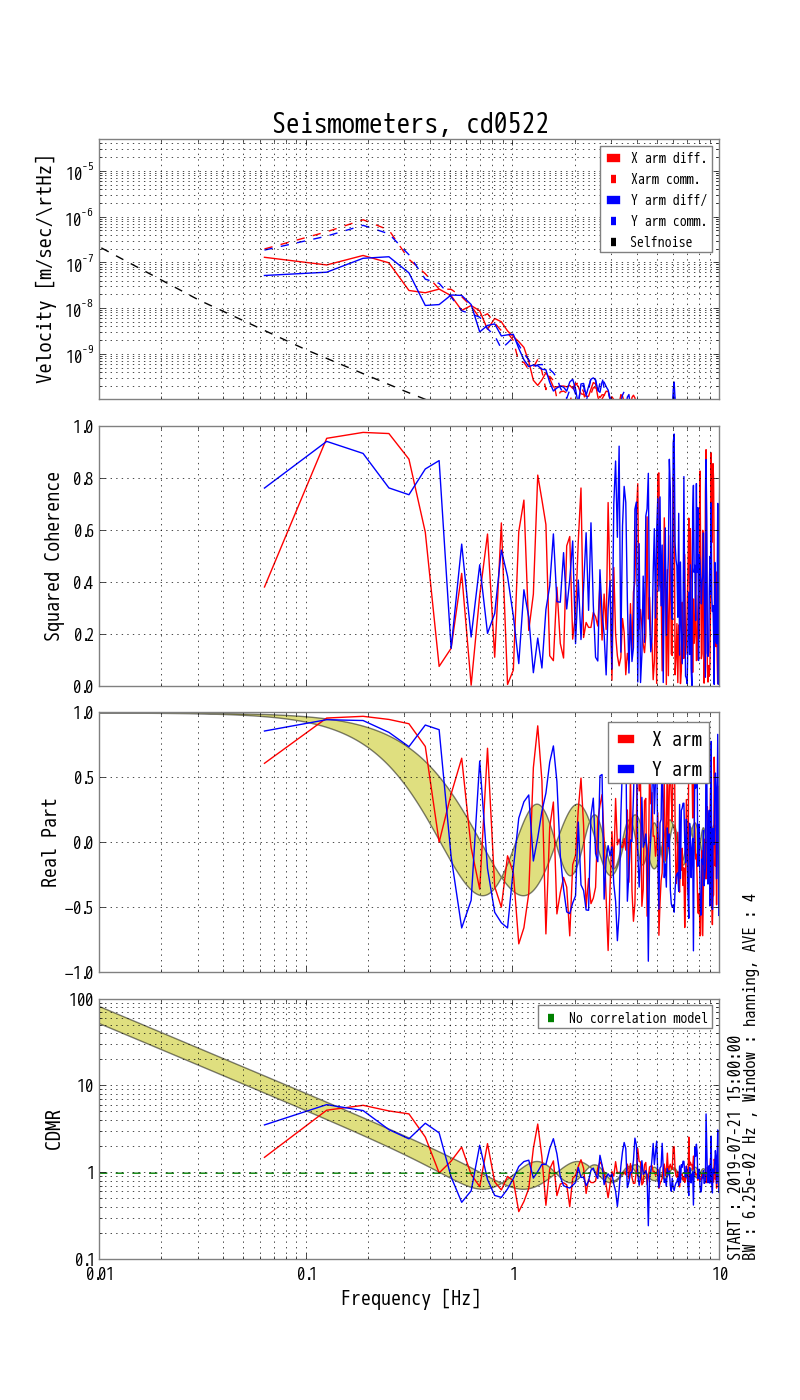 Seismometers, cd0522
Velocity [m/sec/\rtHz]
10^-5
10^-6
10^-7
10^-8
10^-9
X arm diff.
Xarm comm.
Y arm diff/
Y arm comm.
Selfnoise
Squared Coherence
1.0
0.8
0.6
0.4
0.2
0.0
Real Part
1.0
0.5
0.0
−0.5
−1.0
X arm
Y arm
CDMR
100
10
1
0.1
No correlation model
0.01
0.1
1
10
Frequency [Hz]
START : 2019-07-21 15:00:00
BW : 6.25e-02 Hz , Window : hanning, AVE : 4